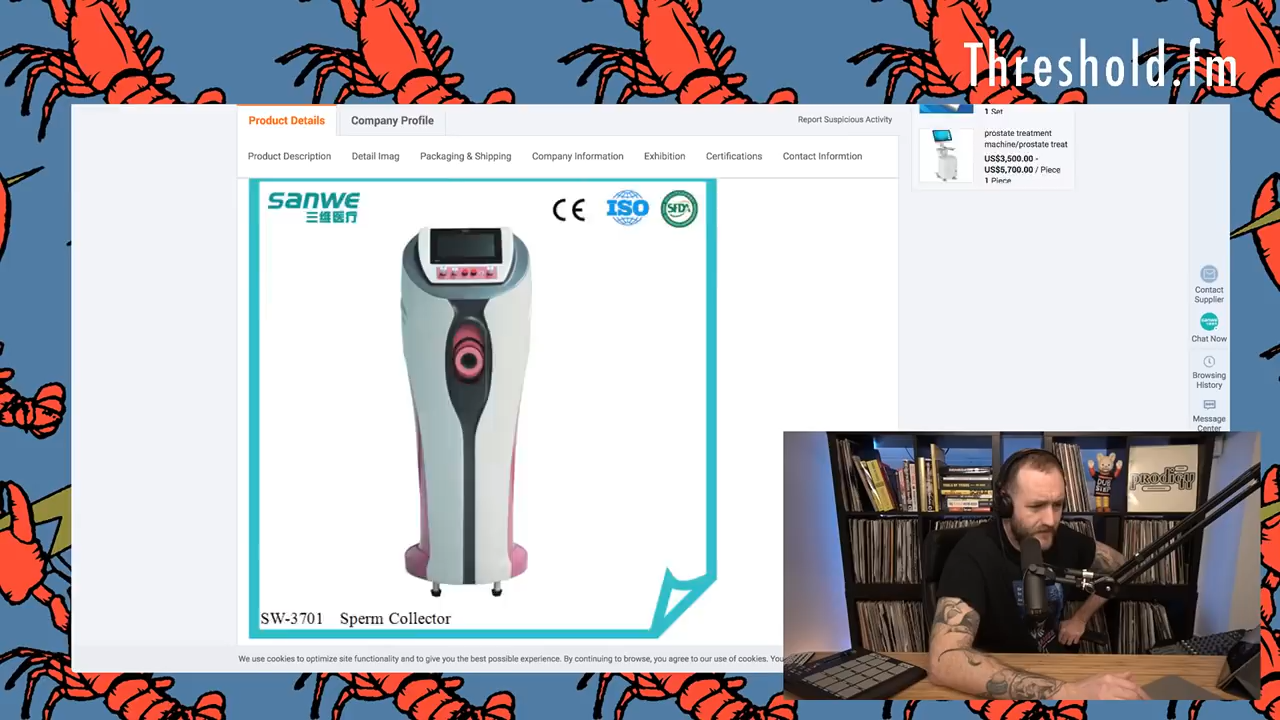 Threshold.fm
Product Details
Company Profile
Report Suspicious Activity
1 Set
prostate treatment
machine/prostate treat
US$3,500.00 -
US$5,700.00 / Piece
1 Piece
Product Description
Detail Imag
Packaging & Shipping
Company Information
Exhibition
Certifications
Contact Informtion
sanwe
三维医疗
CE
ISO
SFDA
Contact
Supplier
Chat Now
Browsing
History
Message
Center
prodigy
DUB
SW-3701 Sperm Collector
We use cookies to optimize site functionality and to give you the best possible experience. By continuing to browse, you agree to our use of cookies. You